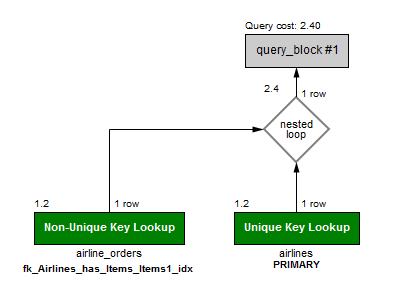 Query cost: 2.40
query_block #1
2.4
1 row
nested
loop
1.2
1 row
1.2
1 row
Non-Unique Key Lookup
Unique Key Lookup
airline_orders
airlines
fk_Airlines_has_Items_Items1_idx
PRIMARY